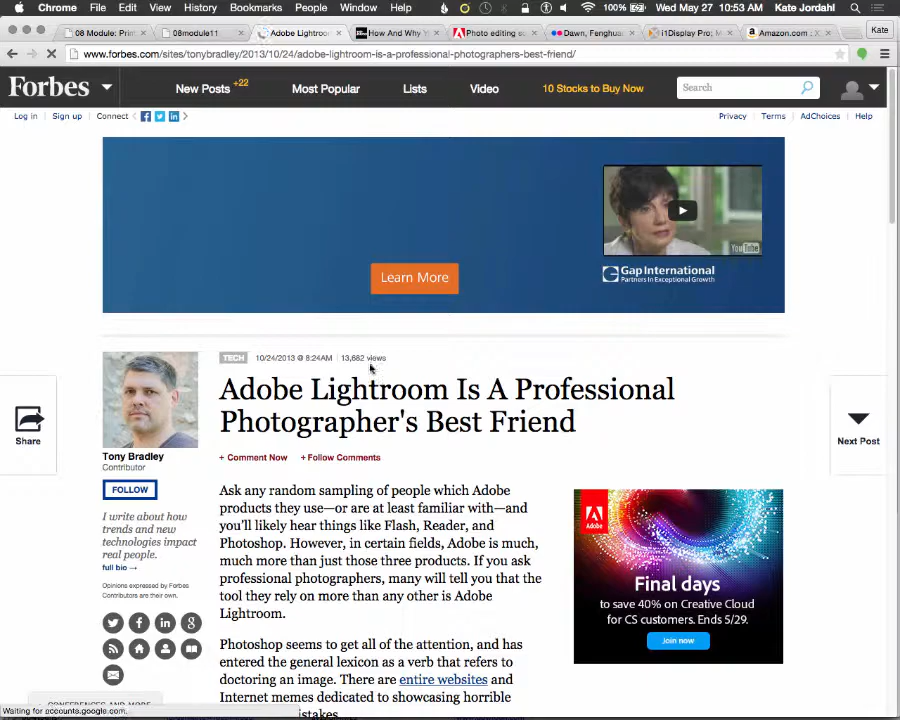 Chrome File Edit View History Bookmarks People Window Help 100% Wed May 27 10:53 AM Kate Jordahl
08 Module: Print 08module11 Adobe Lightroom How And Why Photo editing so Dawn, Fenghua i1Display Pro; M Amazon.com : X Kate
www.forbes.com/sites/tonybradley/2013/10/24/adobe-lightroom-is-a-professional-photographers-best-friend/
Forbes New Posts +22 Most Popular Lists Video 10 Stocks to Buy Now Search
Log in Sign up Connect Privacy Terms AdChoices Help
YouTube
Learn More
Gap International
Partners in Exceptional Growth
TECH 10/24/2013 @ 8:24AM 13,682 views
Adobe Lightroom Is A Professional
Photographer's Best Friend
Share
Next Post
Tony Bradley
Contributor
+ Comment Now + Follow Comments
FOLLOW
I write about how
trends and new
technologies impact
real people.
full bio →
Opinions expressed by Forbes
Contributors are their own.
Ask any random sampling of people which Adobe
products they use—or are at least familiar with—and
you'll likely hear things like Flash, Reader, and
Photoshop. However, in certain fields, Adobe is much,
much more than just those three products. If you ask
professional photographers, many will tell you that the
tool they rely on more than any other is Adobe
Lightroom.
Adobe
Final days
to save 40% on Creative Cloud
for CS customers. Ends 5/29.
Join now
Photoshop seems to get all of the attention, and has
entered the general lexicon as a verb that refers to
doctoring an image. There are entire websites and
Internet memes dedicated to showcasing horrible
Waiting for accounts.google.com...